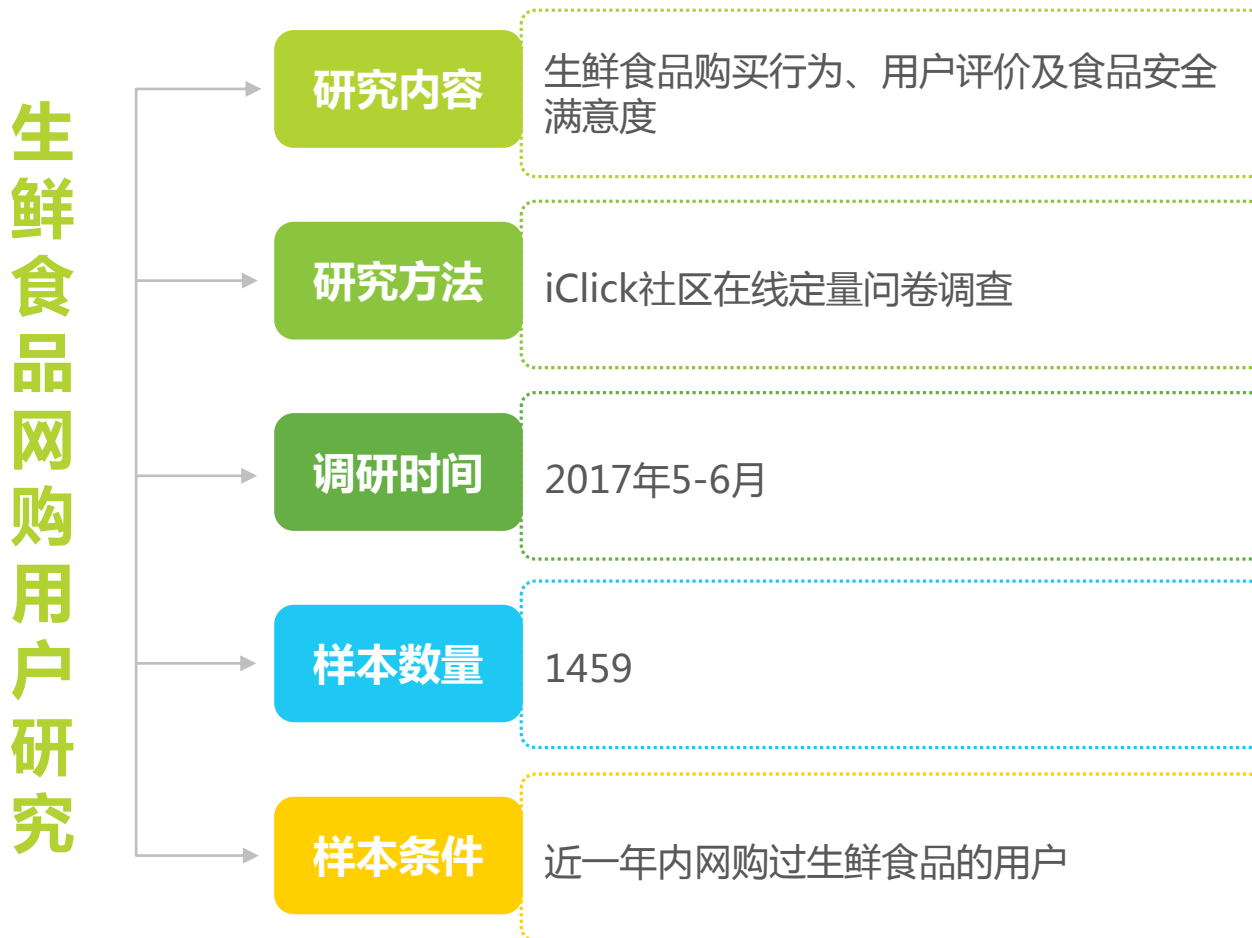 生鲜食品网购用户研究
研究内容
生鲜食品购买行为、用户评价及食品安全
满意度
研究方法
iClick社区在线定量问卷调查
调研时间
2017年5-6月
样本数量
1459
样本条件
近一年内网购过生鲜食品的用户